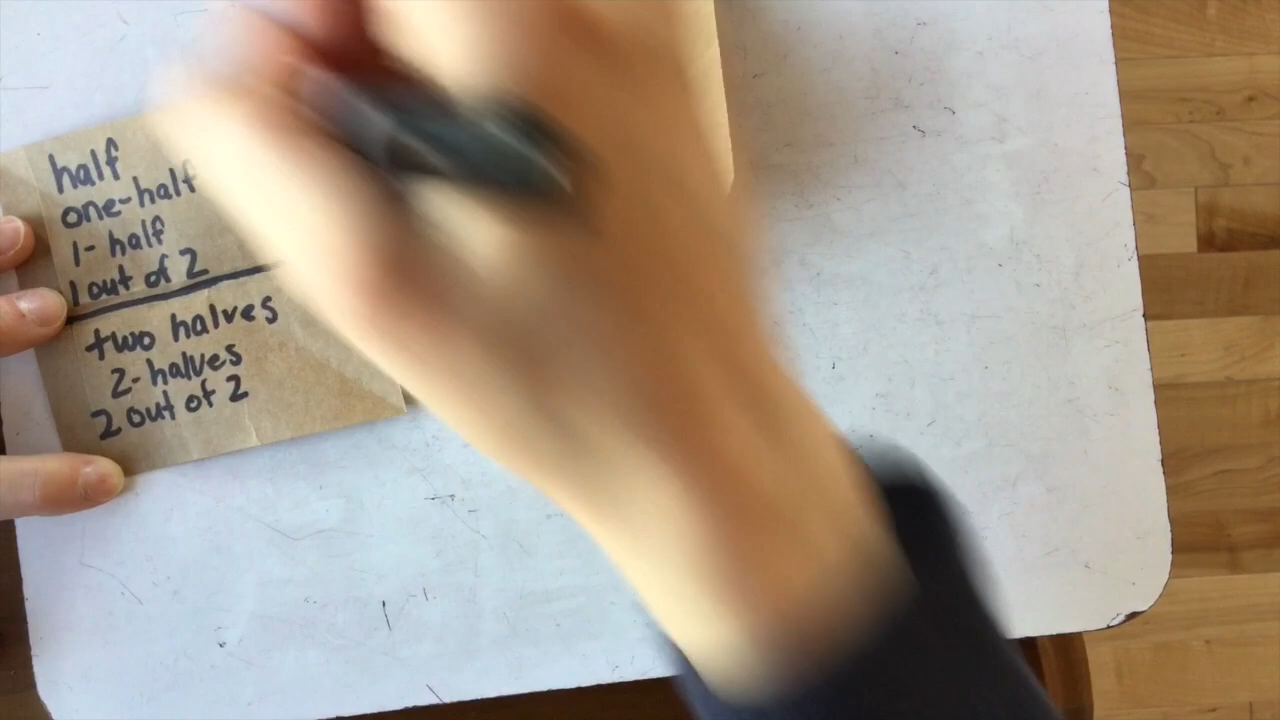 half
one-half
1-half
1 out of 2
two halves
2-halves
2 out of 2